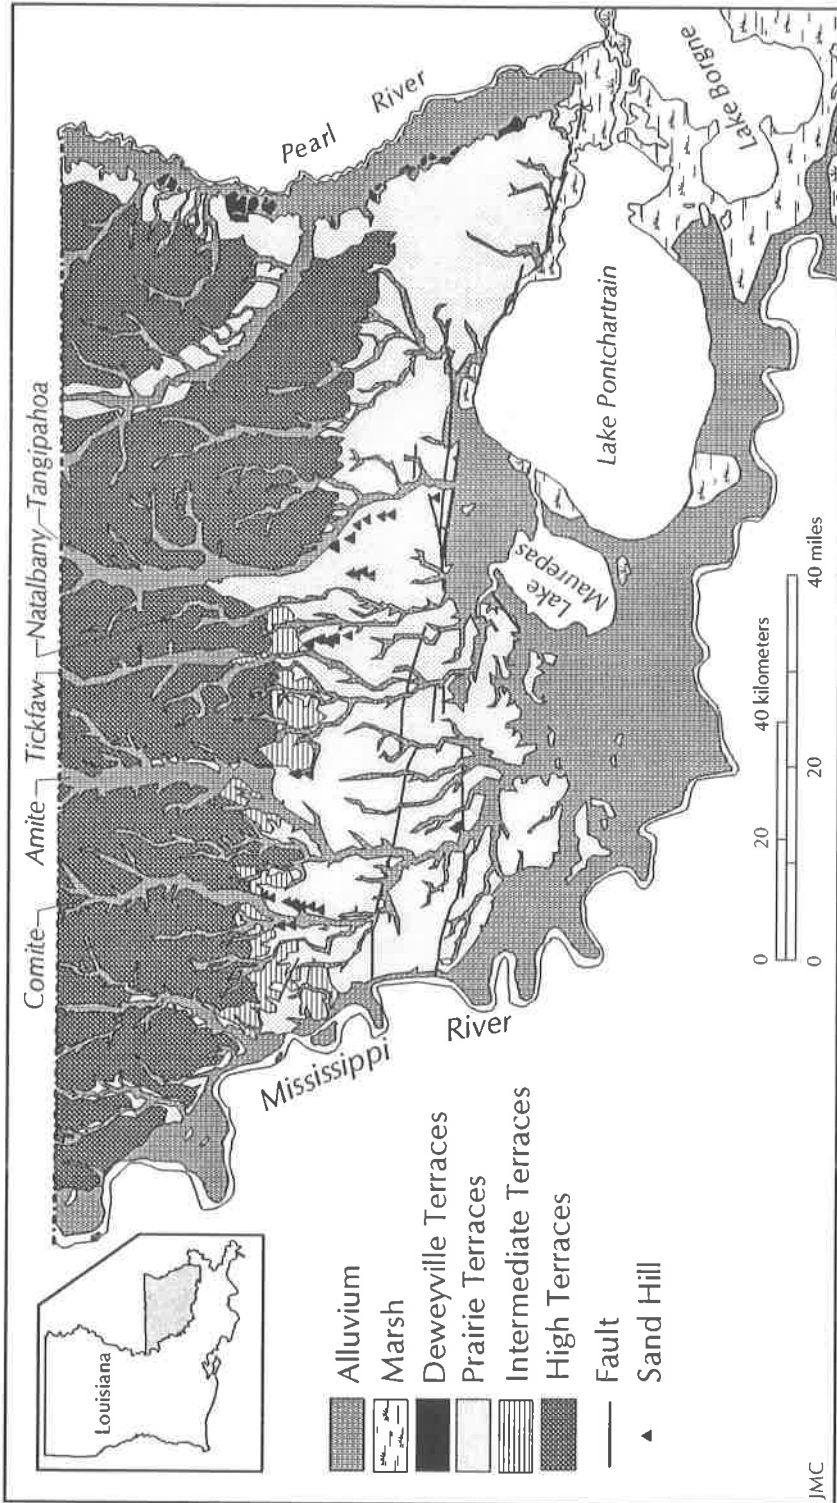 Comite
Amite
Tickfaw
Natalbany
Tangipahoa
Pearl River
Lake Borgne
Lake Pontchartrain
Lake
Maurepas
Mississippi River
Louisiana
Alluvium
Marsh
Deweyville Terraces
Prairie Terraces
Intermediate Terraces
High Terraces
Fault
Sand Hill
0 20 40 kilometers
0 20 40 miles
JMC